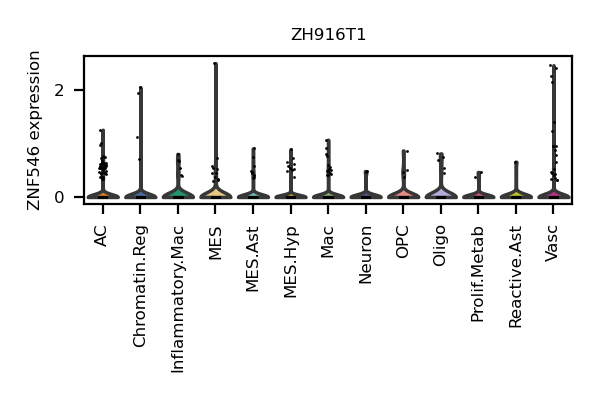 ZH916T1
ZNF546 expression
2
0
AC
Chromatin.Reg
Inflammatory.Mac
MES
MES.Ast
MES.Hyp
Mac
Neuron
OPC
Oligo
Prolif.Metab
Reactive.Ast
Vasc